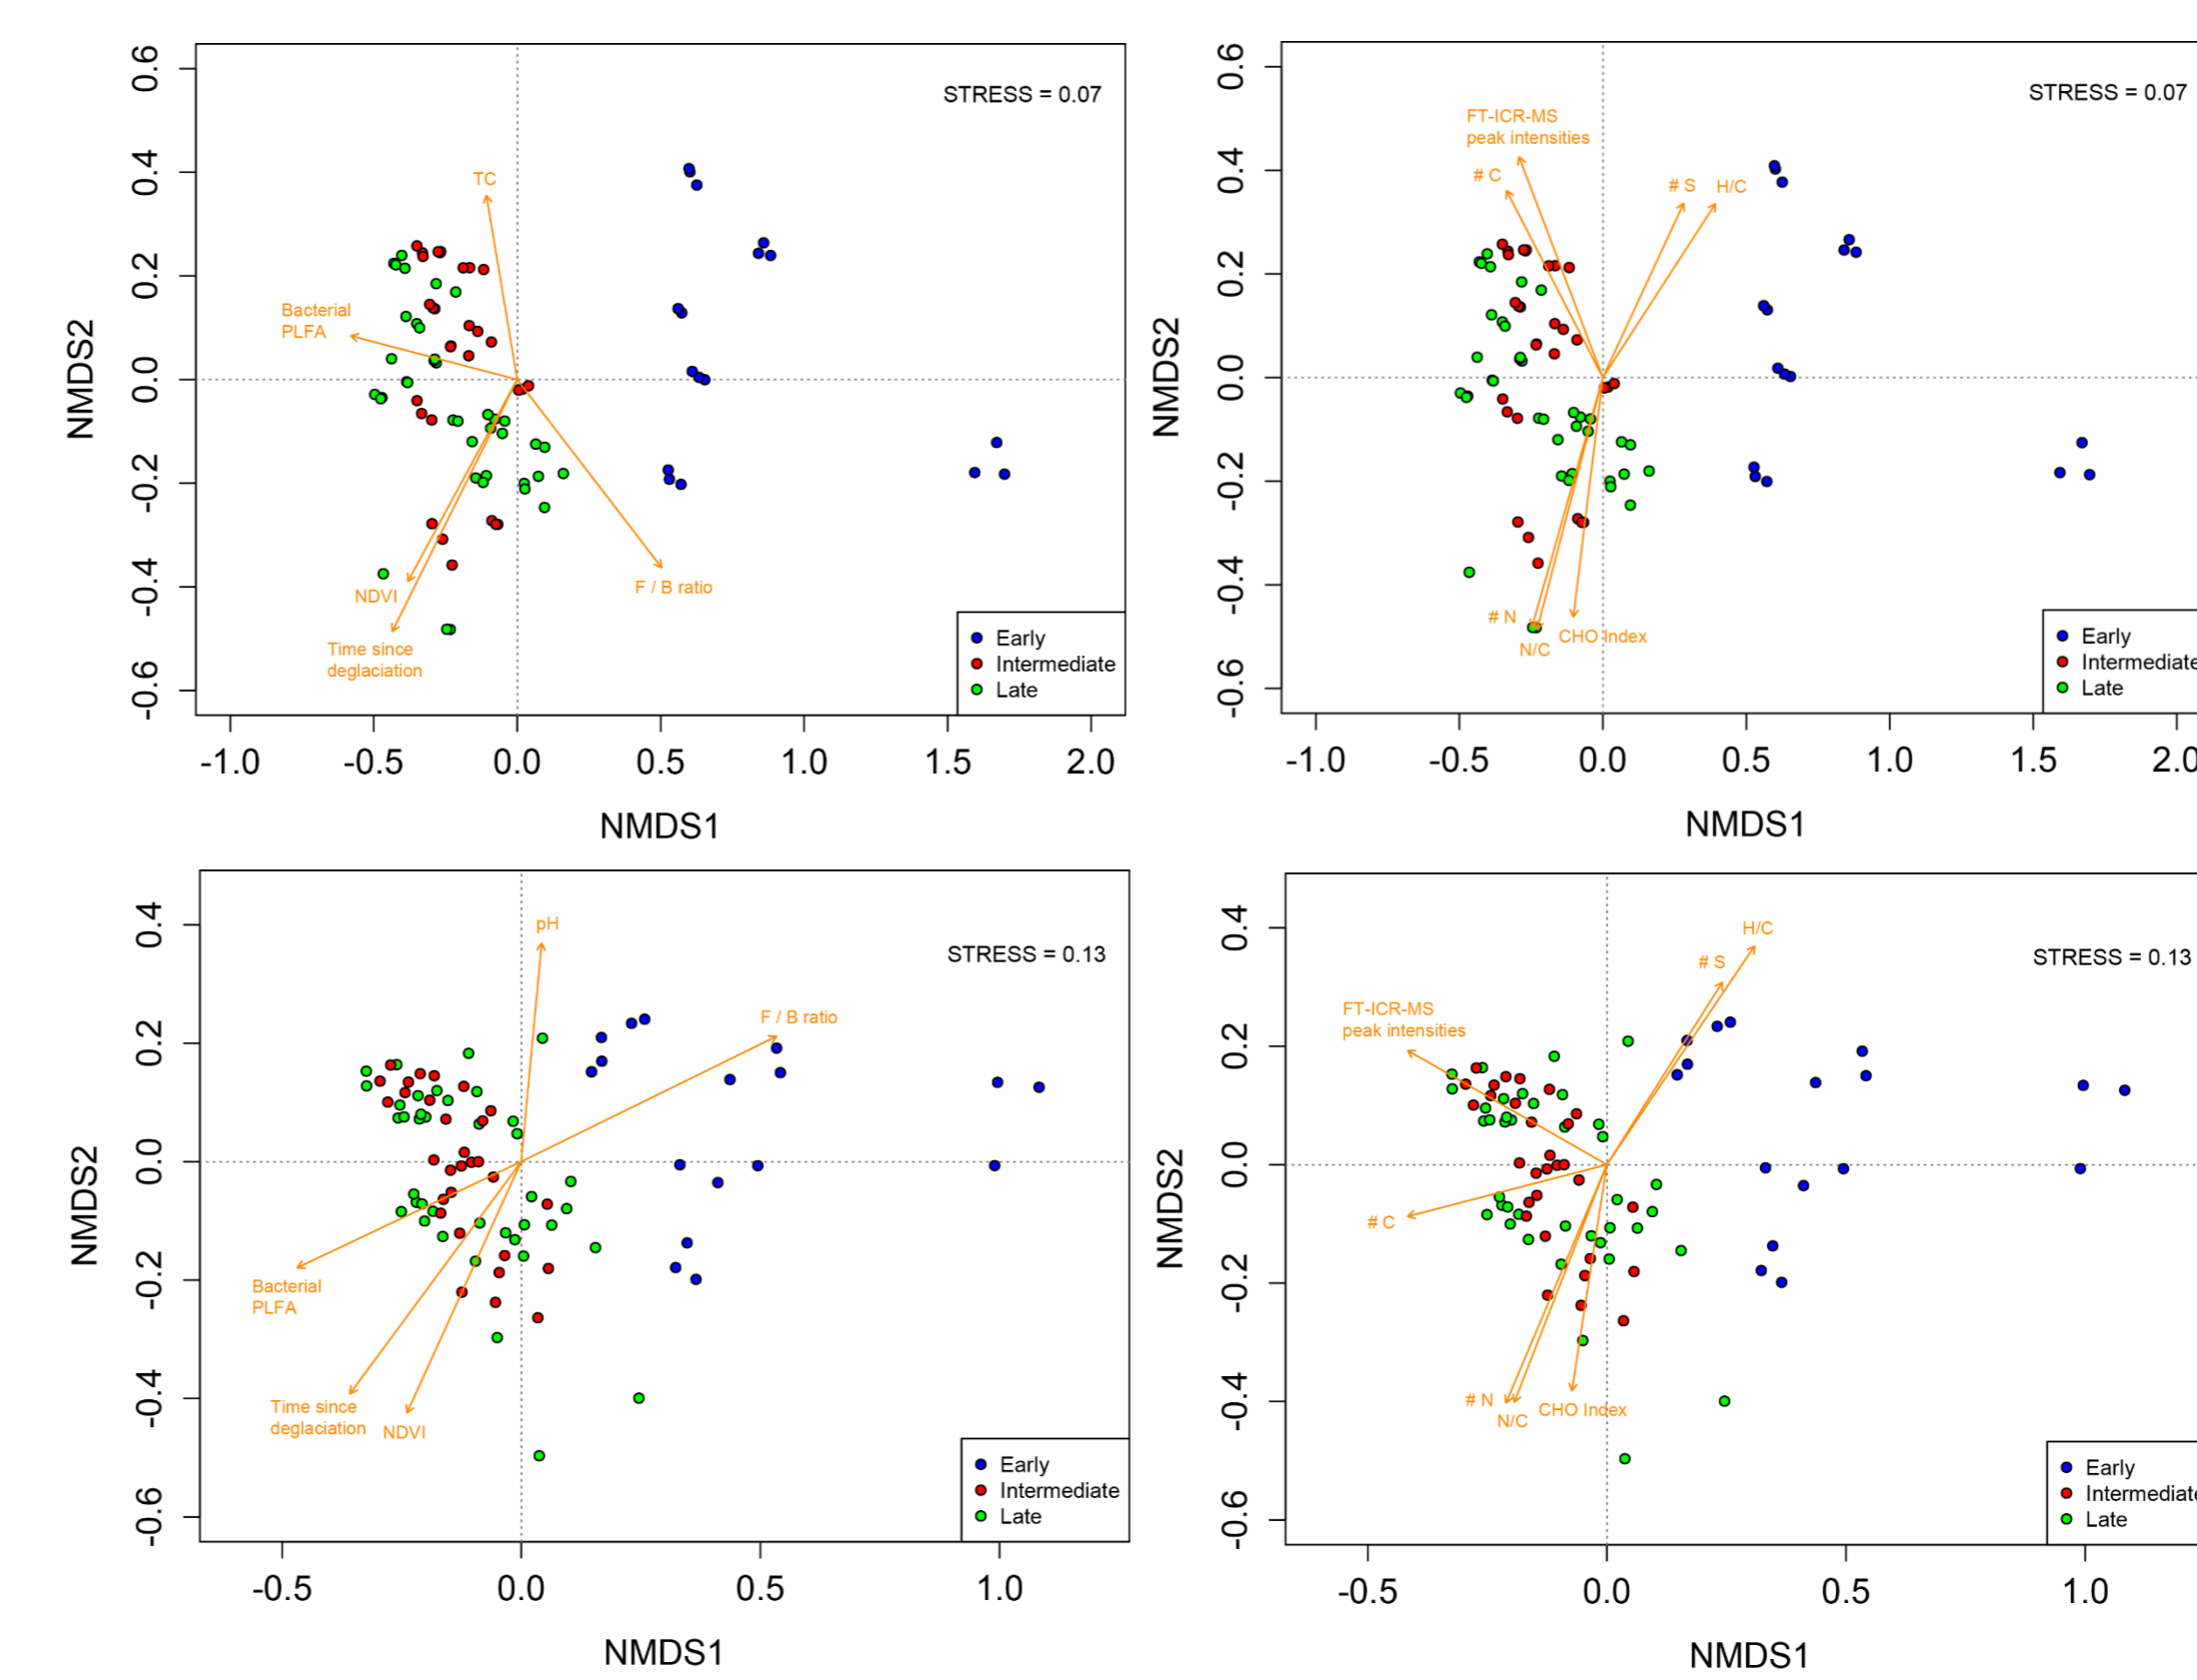 STRESS = 0.07
TC
Bacterial
PLFA
NDVI
Time since
deglaciation
F / B ratio
Early
Intermediate
Late
0.6
0.4
0.2
0.0
-0.2
-0.4
-0.6
NMDS2
-1.0 -0.5 0.0 0.5 1.0 1.5 2.0
NMDS1
STRESS = 0.07
FT-ICR-MS
peak intensities
# C
# S
H/C
# N
N/C
CHO Index
Early
Intermediate
Late
0.6
0.4
0.2
0.0
-0.2
-0.4
-0.6
NMDS2
-1.0 -0.5 0.0 0.5 1.0 1.5 2.0
NMDS1
pH
STRESS = 0.13
F / B ratio
Bacterial
PLFA
Time since
deglaciation
NDVI
Early
Intermediate
Late
0.4
0.2
0.0
-0.2
-0.4
-0.6
NMDS2
-0.5 0.0 0.5 1.0
NMDS1
H/C
# S
STRESS = 0.13
FT-ICR-MS
peak intensities
# C
# N
N/C
CHO Index
Early
Intermediate
Late
0.4
0.2
0.0
-0.2
-0.4
-0.6
NMDS2
-0.5 0.0 0.5 1.0
NMDS1